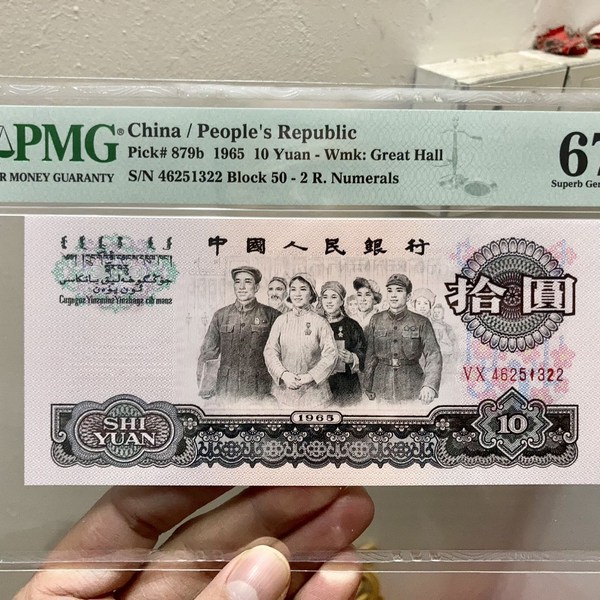 PMG®
MONEY GUARANTY
China / People's Republic
Pick# 879b 1965 10 Yuan - Wmk: Great Hall
S/N 46251322 Block 50 - 2 R. Numerals
67
Superb Gem
中國人民銀行
拾圓
VX 46251322
1965
SHI
YUAN
10